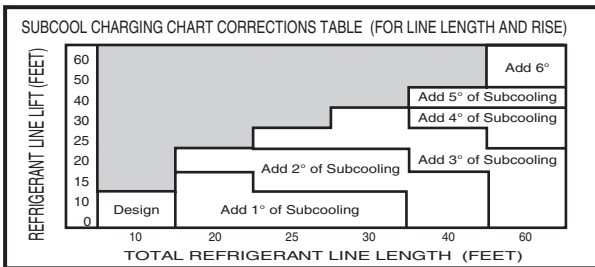 SUBCOOL CHARGING CHART CORRECTIONS TABLE (FOR LINE LENGTH AND RISE)
REFRIGERANT LINE LIFT (FEET)
60
50
40
30
25
20
15
10
0
Add 6°
Add 5° of Subcooling
Add 4° of Subcooling
Add 3° of Subcooling
Add 2° of Subcooling
Design
Add 1° of Subcooling
10 20 25 30 40 60
TOTAL REFRIGERANT LINE LENGTH (FEET)